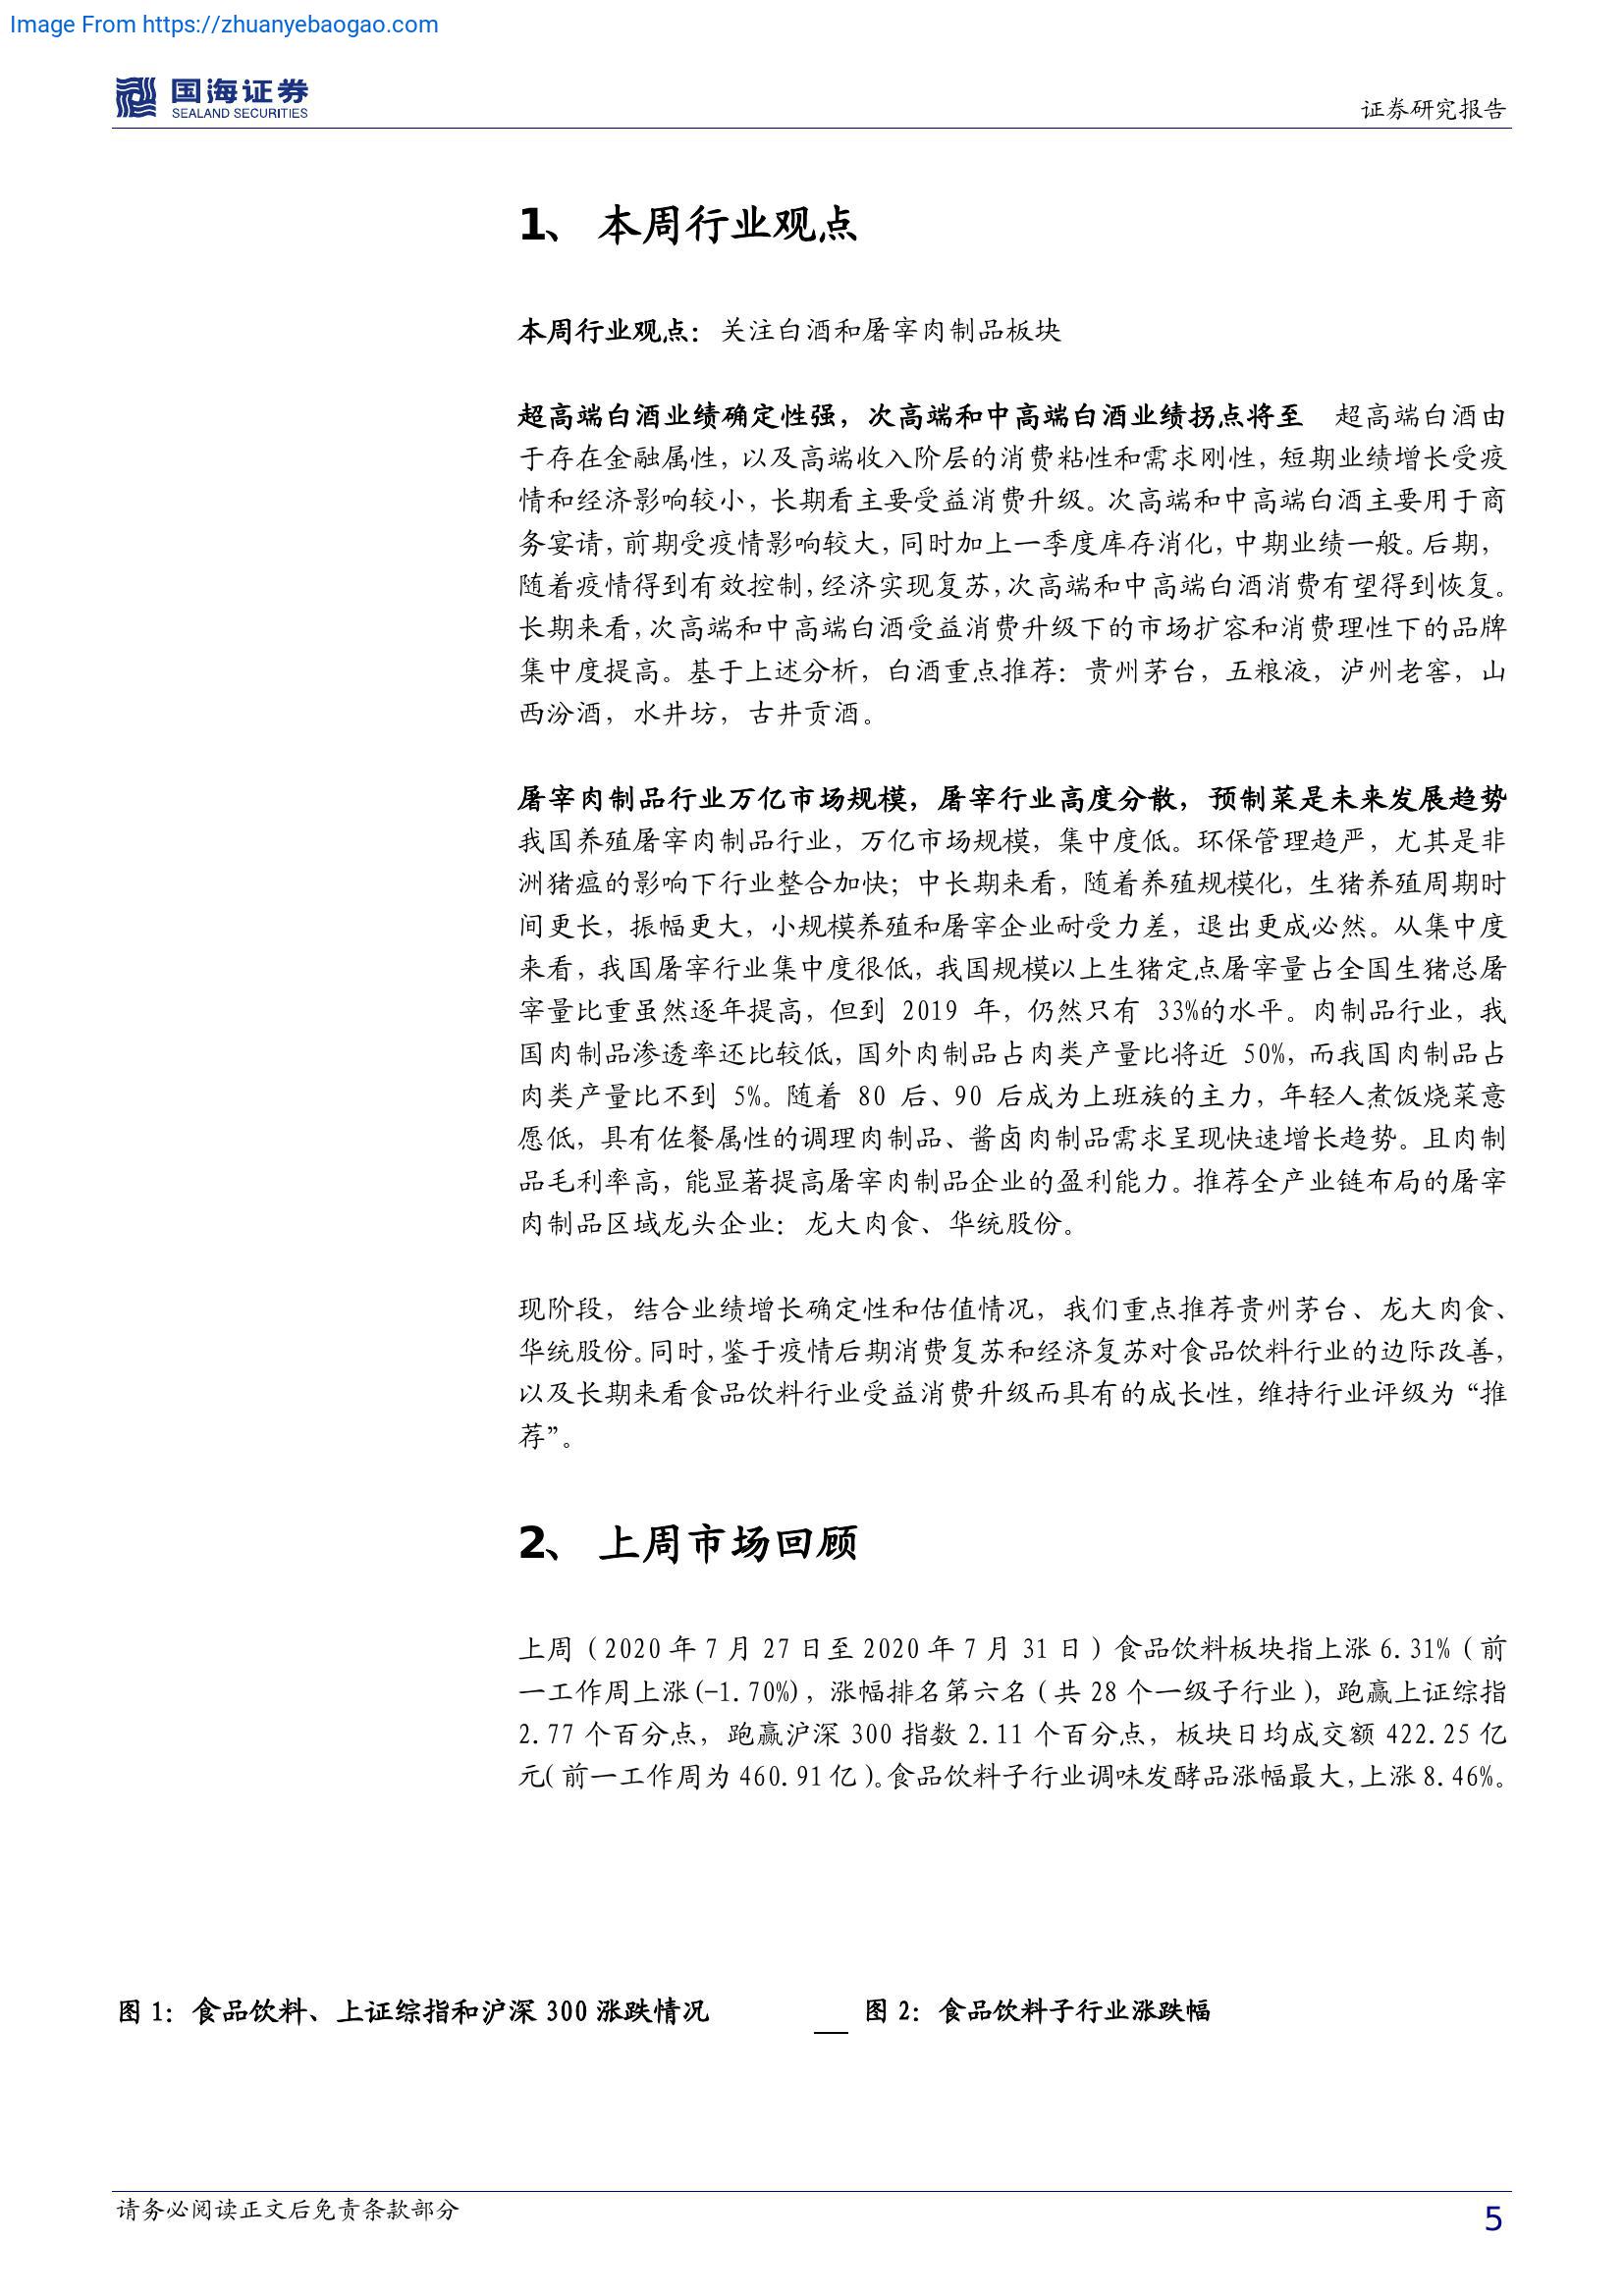 Image From https://zhuanyebaogao.com
国海证券
SEALAND SECURITIES
证券研究报告
1、 本周行业观点
本周行业观点：关注白酒和屠宰肉制品板块
超高端白酒业绩确定性强，次高端和中高端白酒业绩拐点将至 超高端白酒由
于存在金融属性，以及高端收入阶层的消费粘性和需求刚性，短期业绩增长受疫
情和经济影响较小，长期看主要受益消费升级。次高端和中高端白酒主要用于商
务宴请，前期受疫情影响较大，同时加上一季度库存消化，中期业绩一般。后期，
随着疫情得到有效控制，经济实现复苏，次高端和中高端白酒消费有望得到恢复。
长期来看，次高端和中高端白酒受益消费升级下的市场扩容和消费理性下的品牌
集中度提高。基于上述分析，白酒重点推荐：贵州茅台，五粮液，泸州老窖，山
西汾酒，水井坊，古井贡酒。
屠宰肉制品行业万亿市场规模，屠宰行业高度分散，预制菜是未来发展趋势
我国养殖屠宰肉制品行业，万亿市场规模，集中度低。环保管理趋严，尤其是非
洲猪瘟的影响下行业整合加快；中长期来看，随着养殖规模化，生猪养殖周期时
间更长，振幅更大，小规模养殖和屠宰企业耐受力差，退出更成必然。从集中度
来看，我国屠宰行业集中度很低，我国规模以上生猪定点屠宰量占全国生猪总屠
宰量比重虽然逐年提高，但到 2019 年，仍然只有 33%的水平。肉制品行业，我
国肉制品渗透率还比较低，国外肉制品占肉类产量比将近 50%，而我国肉制品占
肉类产量比不到 5%。随着 80 后、90 后成为上班族的主力，年轻人煮饭烧菜意
愿低，具有佐餐属性的调理肉制品、酱卤肉制品需求呈现快速增长趋势。且肉制
品毛利率高，能显著提高屠宰肉制品企业的盈利能力。推荐全产业链布局的屠宰
肉制品区域龙头企业：龙大肉食、华统股份。
现阶段，结合业绩增长确定性和估值情况，我们重点推荐贵州茅台、龙大肉食、
华统股份。同时，鉴于疫情后期消费复苏和经济复苏对食品饮料行业的边际改善，
以及长期来看食品饮料行业受益消费升级而具有的成长性，维持行业评级为“推
荐”。
2、 上周市场回顾
上周（2020 年 7 月 27 日至 2020 年 7 月 31 日）食品饮料板块指上涨 6.31%（前
一工作周上涨(-1.70%)，涨幅排名第六名（共 28 个一级子行业），跑赢上证综指
2.77 个百分点，跑赢沪深 300 指数 2.11 个百分点，板块日均成交额 422.25 亿
元（前一工作周为 460.91 亿）。食品饮料子行业调味发酵品涨幅最大，上涨 8.46%。
图 1：食品饮料、上证综指和沪深 300 涨跌情况
图 2：食品饮料子行业涨跌幅
请务必阅读正文后免责条款部分
5